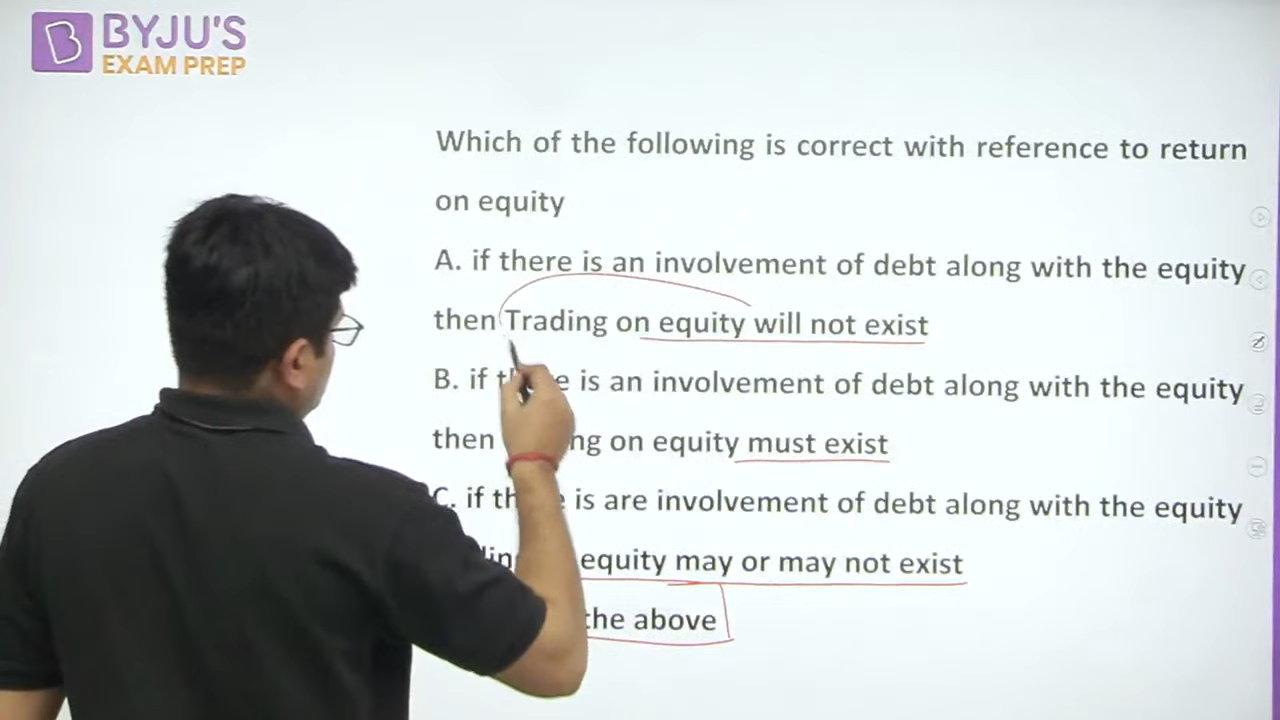 BYJU'S
EXAM PREP
Which of the following is correct with reference to return
on equity
A. if there is an involvement of debt along with the equity
then Trading on equity will not exist
B. if is an involvement of debt along with the equity
then on equity must exist
C. if is are involvement of debt along with the equity
equity may or may not exist
the above